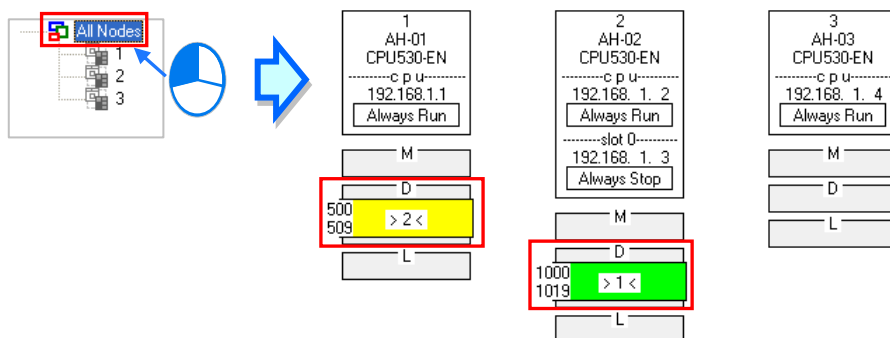 All Nodes
1
2
3
1
AH-01
CPU530-EN
--------c p u--------
192.168.1.1
Always Run
M
D
500
509
> 2 <
L
2
AH-02
CPU530-EN
--------c p u--------
192.168. 1. 2
Always Run
--------slot 0--------
192.168. 1. 3
Always Stop
M
D
1000
1019
> 1 <
L
3
AH-03
CPU530-EN
--------c p u--------
192.168. 1. 4
Always Run
M
D
L